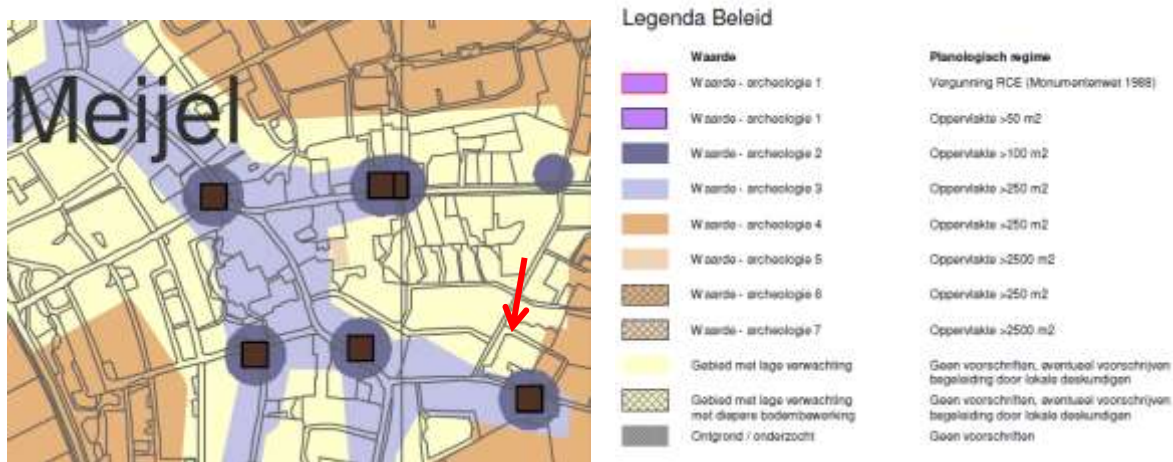 Legenda Beleid
Meijel
Waarde Planologisch regime
Waarde - archeologie 1 Vergunning RCE (Monumentenwet 1988)
Waarde - archeologie 1 Oppervlakte >50 m2
Waarde - archeologie 2 Oppervlakte >100 m2
Waarde - archeologie 3 Oppervlakte >250 m2
Waarde - archeologie 4 Oppervlakte >250 m2
Waarde - archeologie 5 Oppervlakte >2500 m2
Waarde - archeologie 6 Oppervlakte >250 m2
Waarde - archeologie 7 Oppervlakte >2500 m2
Gebied met lage verwachting Geen voorschriften, eventueel voorschrijven
begeleiding door lokale deskundigen
Gebied met lage verwachting Geen voorschriften, eventueel voorschrijven
met diepere bodembewerking begeleiding door lokale deskundigen
Ontgrond / onderzocht Geen voorschriften